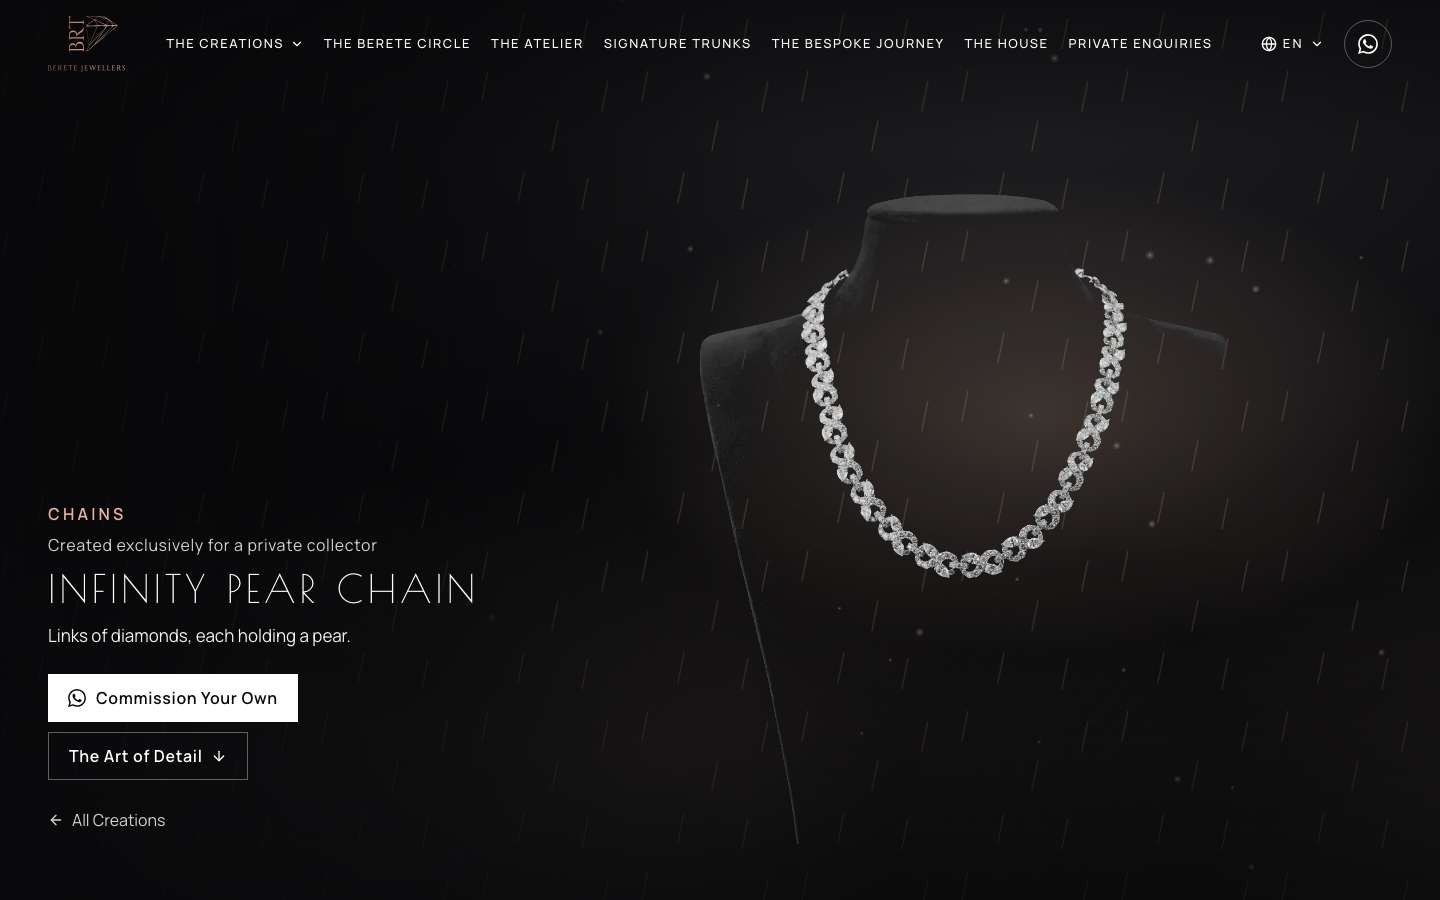 BRT
BERETE JEWELLERS
THE CREATIONS
THE BERETE CIRCLE
THE ATELIER
SIGNATURE TRUNKS
THE BESPOKE JOURNEY
THE HOUSE
PRIVATE ENQUIRIES
EN
CHAINS
Created exclusively for a private collector
INFINITY PEAR CHAIN
Links of diamonds, each holding a pear.
Commission Your Own
The Art of Detail
All Creations